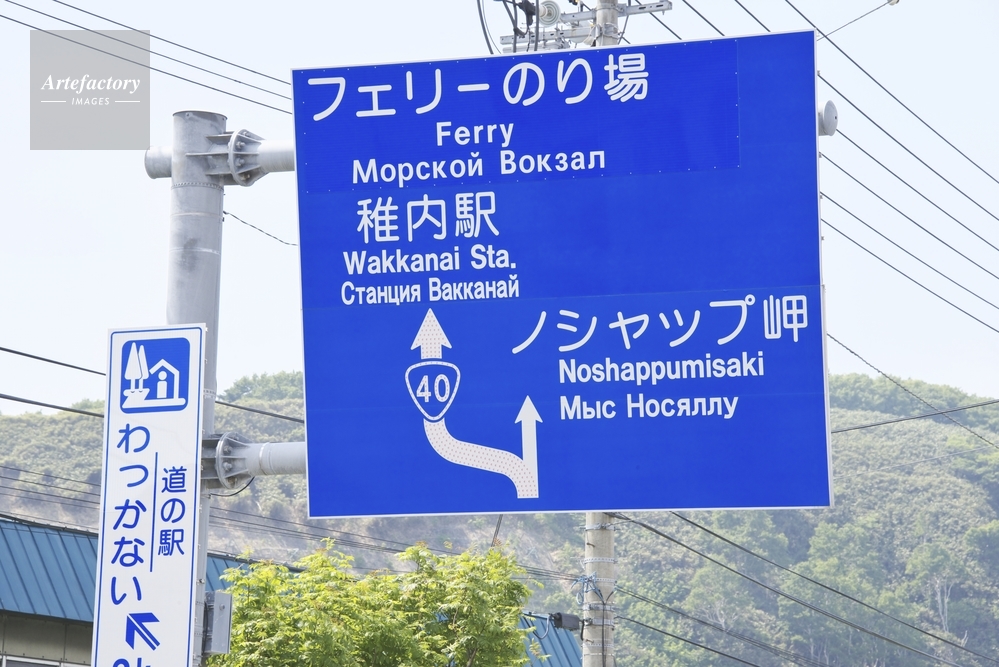 Artefactory
IMAGES
フェリーのり場
Ferry
Морской Вокзал
稚内駅
Wakkanai Sta.
Станция Вакканай
40
ノシャップ岬
Noshappumisaki
Мыс Носяллу
道の駅
わっかない